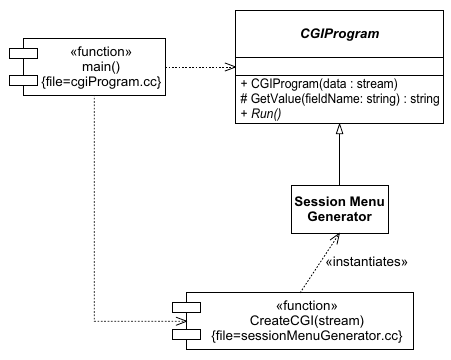 «function»
main()
{file=cgiProgram.cc}
CGIProgram
+ CGIProgram(data : stream)
# GetValue(fieldName: string) : string
+ Run()
Session Menu
Generator
«instantiates»
«function»
CreateCGI(stream)
{file=sessionMenuGenerator.cc}